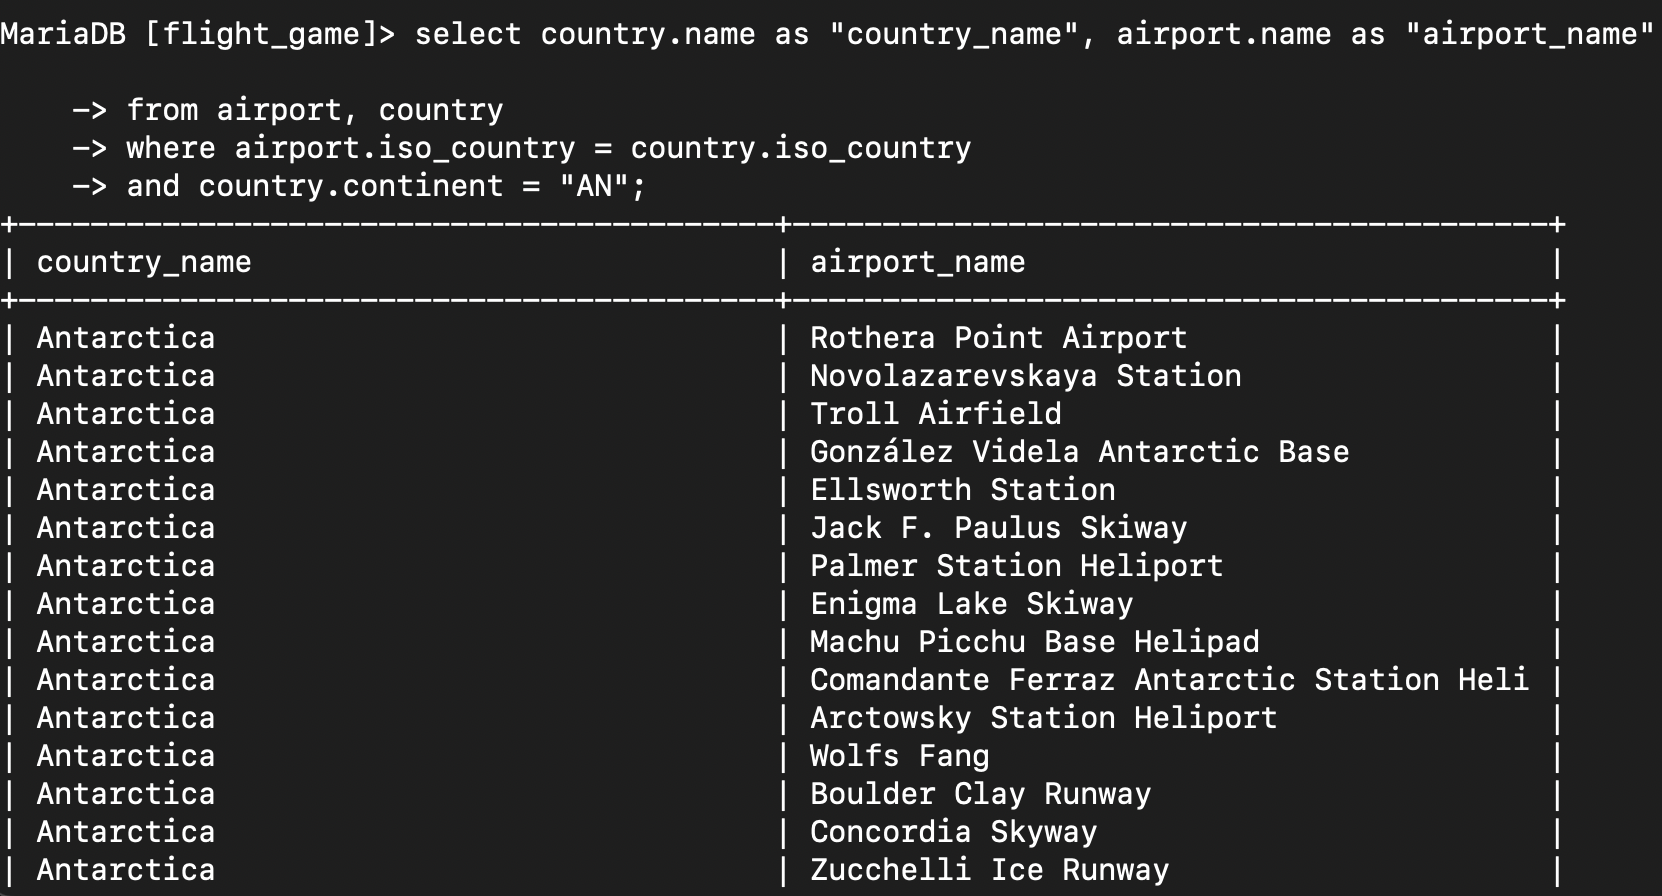 MariaDB [flight_game]> select country.name as "country_name", airport.name as "airport_name"
-> from airport, country
-> where airport.iso_country = country.iso_country
-> and country.continent = "AN";
+------------------------------------------+------------------------------------------+
| country_name | airport_name |
+------------------------------------------+------------------------------------------+
| Antarctica | Rothera Point Airport |
| Antarctica | Novolazarevskaya Station |
| Antarctica | Troll Airfield |
| Antarctica | González Videla Antarctic Base |
| Antarctica | Ellsworth Station |
| Antarctica | Jack F. Paulus Skiway |
| Antarctica | Palmer Station Heliport |
| Antarctica | Enigma Lake Skiway |
| Antarctica | Machu Picchu Base Helipad |
| Antarctica | Comandante Ferraz Antarctic Station Heli |
| Antarctica | Arctowsky Station Heliport |
| Antarctica | Wolfs Fang |
| Antarctica | Boulder Clay Runway |
| Antarctica | Concordia Skyway |
| Antarctica | Zucchelli Ice Runway |